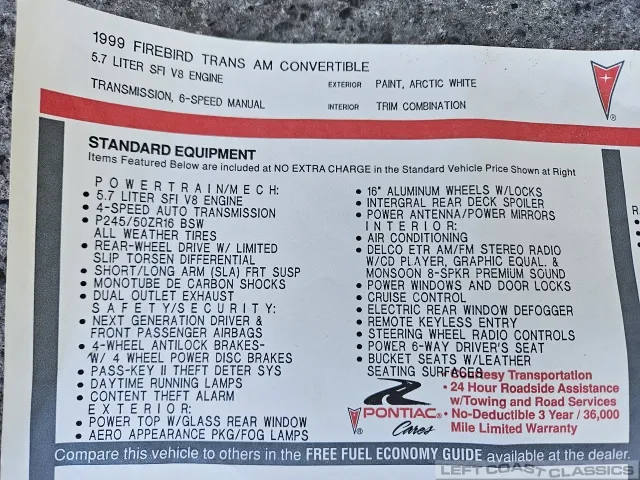 1999 FIREBIRD TRANS AM CONVERTIBLE
5.7 LITER SFI V8 ENGINE
EXTERIOR PAINT, ARCTIC WHITE
TRANSMISSION, 6-SPEED MANUAL
INTERIOR TRIM COMBINATION
STANDARD EQUIPMENT
Items Featured Below are included at NO EXTRA CHARGE in the Standard Vehicle Price Shown at Right
POWERTRAIN/MECH:
• 5.7 LITER SFI V8 ENGINE
• 4-SPEED AUTO TRANSMISSION
• P245/50ZR16 BSW
ALL WEATHER TIRES
• REAR-WHEEL DRIVE W/ LIMITED
SLIP TORSEN DIFFERENTIAL
• SHORT/LONG ARM (SLA) FRT SUSP
• MONOTUBE DE CARBON SHOCKS
• DUAL OUTLET EXHAUST
SAFETY/SECURITY:
• NEXT GENERATION DRIVER &
FRONT PASSENGER AIRBAGS
• 4-WHEEL ANTILOCK BRAKES-
W/ 4 WHEEL POWER DISC BRAKES
• PASS-KEY II THEFT DETER SYS
• DAYTIME RUNNING LAMPS
• CONTENT THEFT ALARM
EXTERIOR:
• POWER TOP W/GLASS REAR WINDOW
• AERO APPEARANCE PKG/FOG LAMPS
• 16" ALUMINUM WHEELS W/LOCKS
• INTERGRAL REAR DECK SPOILER
• POWER ANTENNA/POWER MIRRORS
INTERIOR:
• AIR CONDITIONING
• DELCO ETR AM/FM STEREO RADIO
W/CD PLAYER, GRAPHIC EQUAL. &
MONSOON 8-SPKR PREMIUM SOUND
• POWER WINDOWS AND DOOR LOCKS
• CRUISE CONTROL
• ELECTRIC REAR WINDOW DEFOGGER
• REMOTE KEYLESS ENTRY
• STEERING WHEEL RADIO CONTROLS
• POWER 6-WAY DRIVER'S SEAT
• BUCKET SEATS W/LEATHER
SEATING SURFACES
PONTIAC®
Cares
• Courtesy Transportation
• 24 Hour Roadside Assistance
w/Towing and Road Services
• No-Deductible 3 Year / 36,000
Mile Limited Warranty
Compare this vehicle to others in the FREE FUEL ECONOMY GUIDE available at the dealer.
LEFT COAST CLASSICS